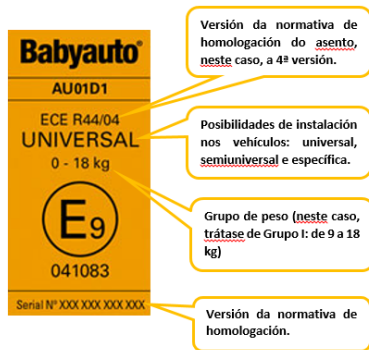 Babyauto®
AU01D1
ECE R44/04
UNIVERSAL
0 - 18 kg
E9
041083
Serial Nº XXX XXX XXX XXX
Versión da normativa de
homologación do asento,
neste caso, a 4ª versión.
Posibilidades de instalación
nos vehículos: universal,
semiuniversal e específica.
Grupo de peso (neste caso,
trátase de Grupo I: de 9 a 18
kg)
Versión da normativa de
homologación.